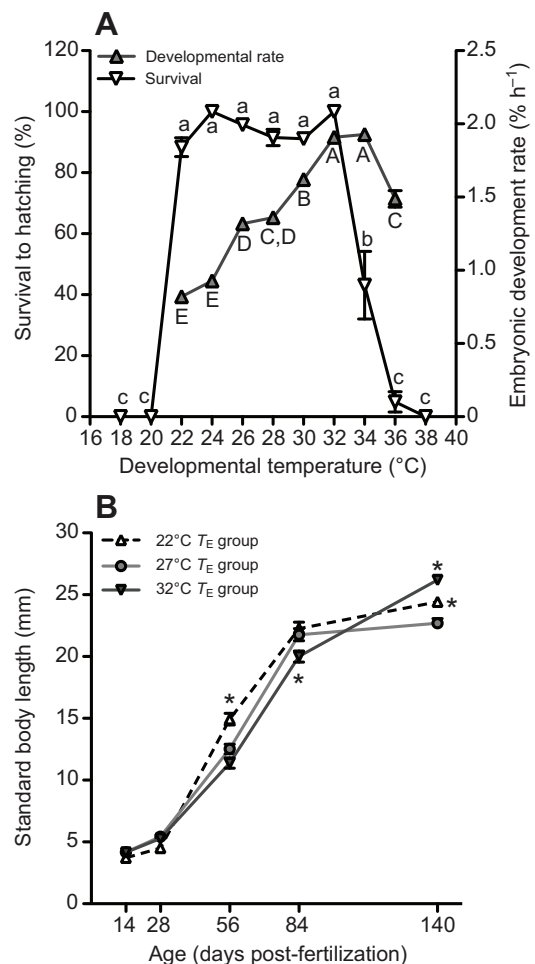 A
Developmental rate
Survival
120
100
80
60
40
20
0
Survival to hatching (%)
2.5
2.0
1.5
1.0
0.5
0
Embryonic development rate (% h⁻¹)
c c a a a a a a b c c
E E D C,D B A A C
16 18 20 22 24 26 28 30 32 34 36 38 40
Developmental temperature (°C)
B
22°C TE group
27°C TE group
32°C TE group
30
25
20
15
10
5
0
Standard body length (mm)
* * * *
14 28 56 84 140
Age (days post-fertilization)